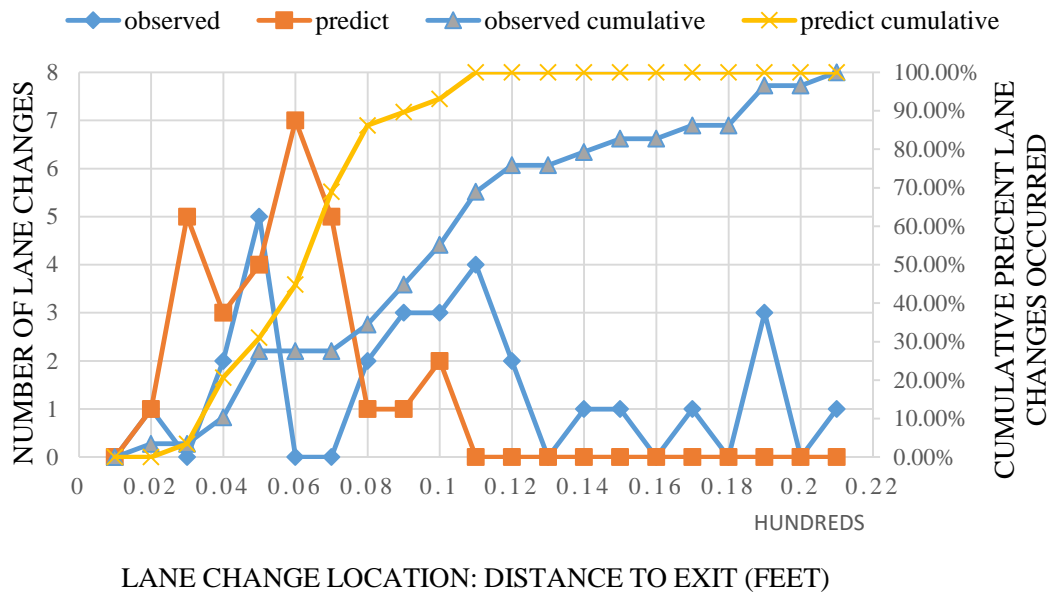 observed predict observed cumulative predict cumulative
NUMBER OF LANE CHANGES
8
7
6
5
4
3
2
1
0
100.00%
90.00%
80.00%
70.00%
60.00%
50.00%
40.00%
30.00%
20.00%
10.00%
0.00%
CUMULATIVE PRECENT LANE
CHANGES OCCURRED
0 0.02 0.04 0.06 0.08 0.1 0.12 0.14 0.16 0.18 0.2 0.22
HUNDREDS
LANE CHANGE LOCATION: DISTANCE TO EXIT (FEET)